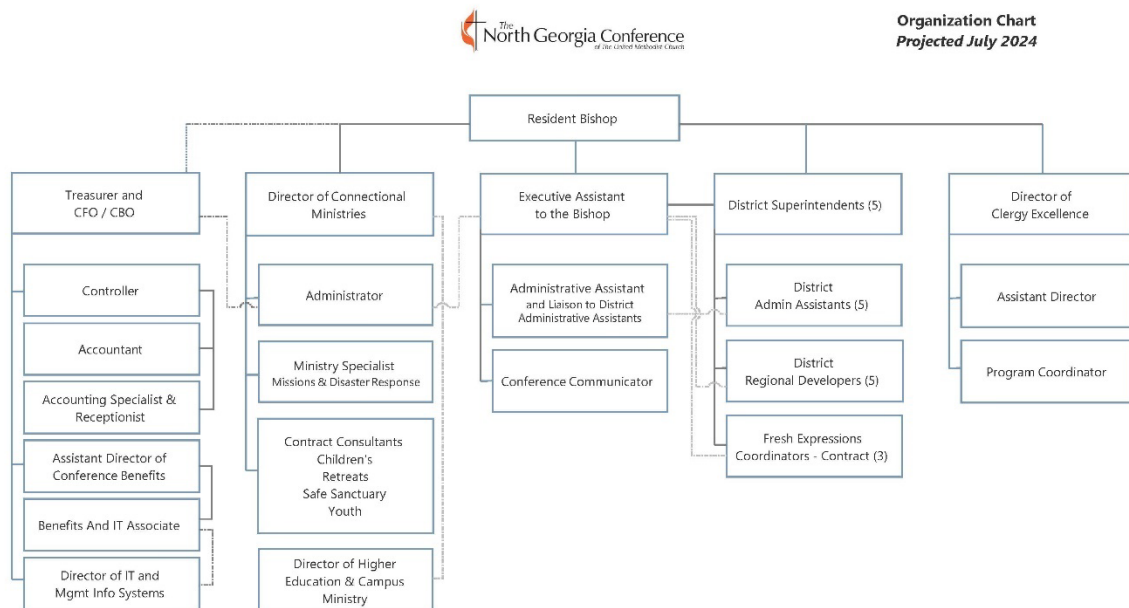 The
North Georgia Conference
of The United Methodist Church
Organization Chart
Projected July 2024
Resident Bishop
Treasurer and
CFO / CBO
Director of Connectional
Ministries
Executive Assistant
to the Bishop
District Superintendents (5)
Director of
Clergy Excellence
Controller
Accountant
Accounting Specialist &
Receptionist
Assistant Director of
Conference Benefits
Benefits And IT Associate
Director of IT and
Mgmt Info Systems
Administrator
Ministry Specialist
Missions & Disaster Response
Contract Consultants
Children's
Retreats
Safe Sanctuary
Youth
Director of Higher
Education & Campus
Ministry
Administrative Assistant
and Liaison to District
Administrative Assistants
Conference Communicator
District
Admin Assistants (5)
District
Regional Developers (5)
Fresh Expressions
Coordinators - Contract (3)
Assistant Director
Program Coordinator